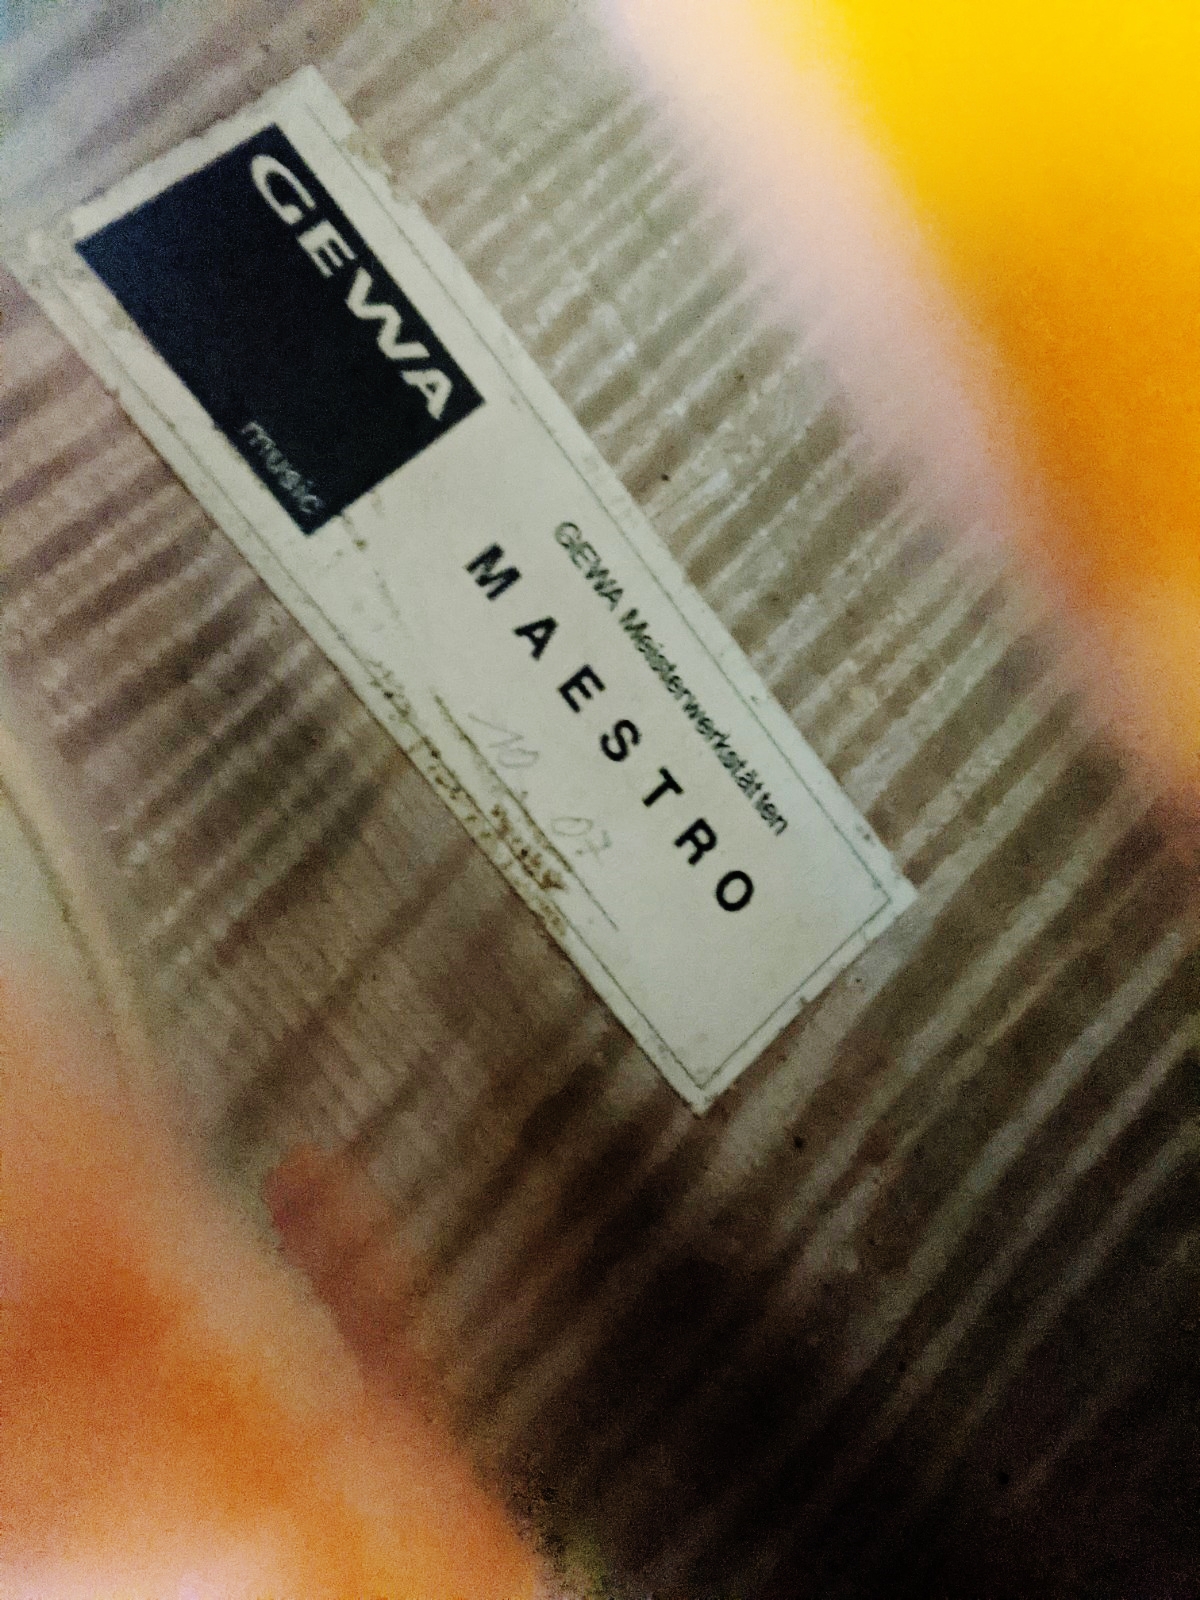 GEWA
music
GEWA Meisterwerkstätten
MAESTRO
10 07